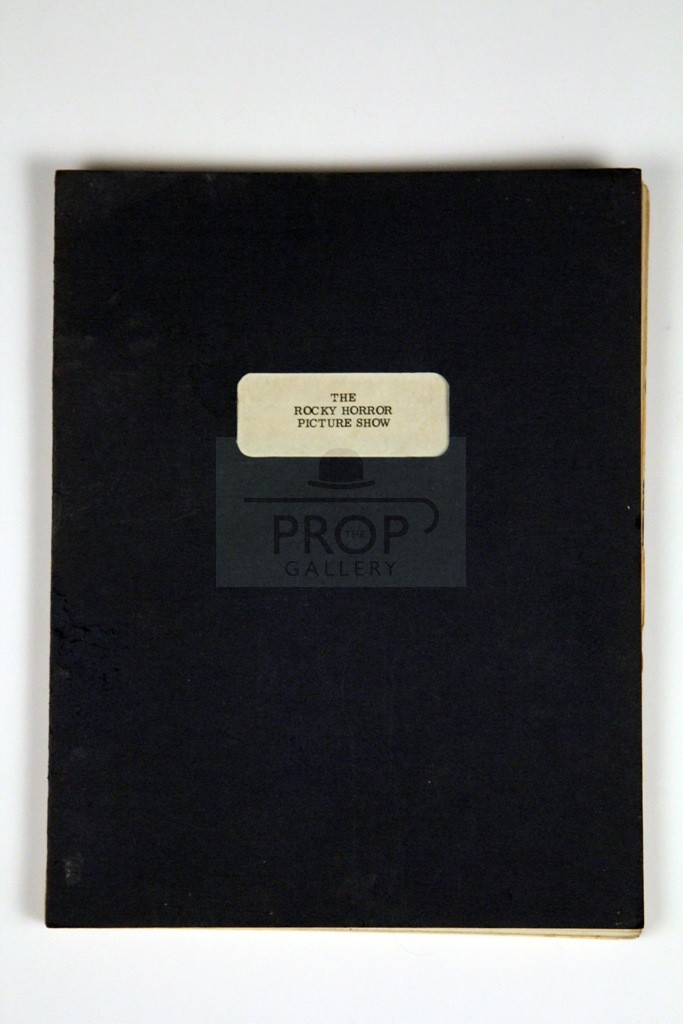 THE
ROCKY HORROR
PICTURE SHOW
THE
PROP
GALLERY